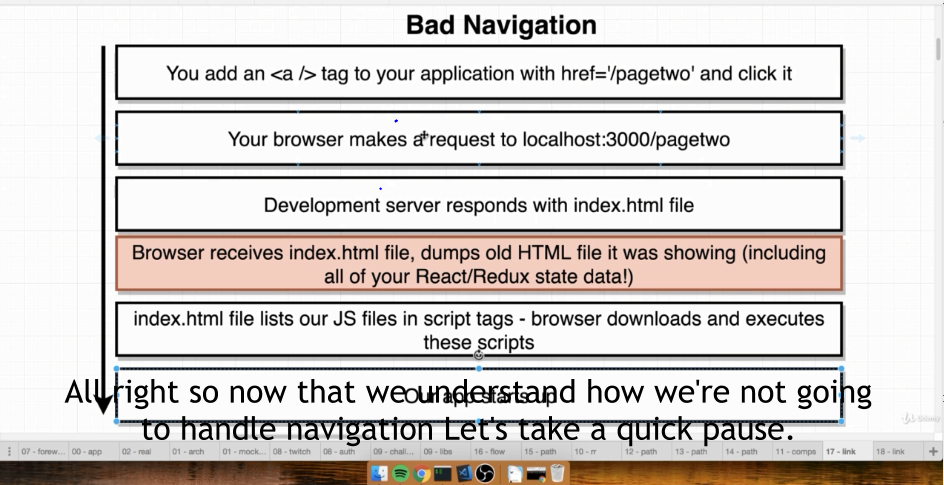 Bad Navigation
You add an <a /> tag to your application with href='/pagetwo' and click it
Your browser makes a request to localhost:3000/pagetwo
Development server responds with index.html file
Browser receives index.html file, dumps old HTML file it was showing (including
all of your React/Redux state data!)
index.html file lists our JS files in script tags - browser downloads and executes
these scripts
Our app starts up
All right so now that we understand how we're not going
to handle navigation Let's take a quick pause.
Udemy
07 - forew... 00 - app 02 - real 01 - arch 01 - mock... 08 - twitch 08 - auth 09 - chall... 09 - libs 16 - flow 15 - path 10 - rr 12 - path 13 - path 14 - path 11 - comps 17 - link 18 - link